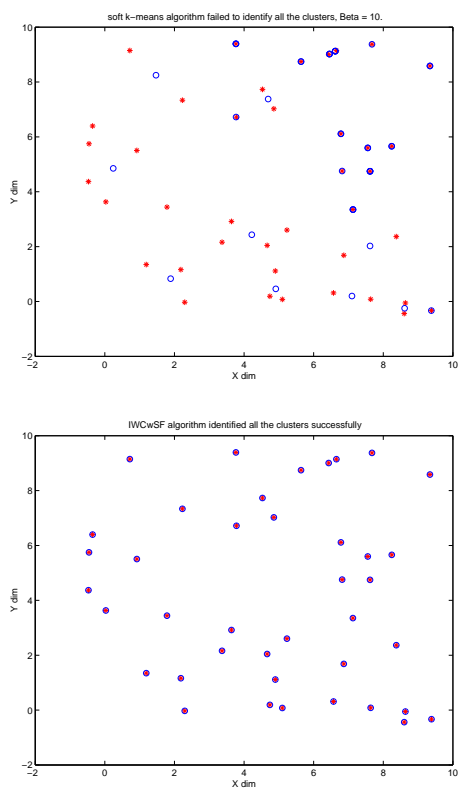 soft k−means algorithm failed to identify all the clusters, Beta = 10.
10
8
6
4
2
0
−2
Y dim
−2 0 2 4 6 8 10
X dim
IWCwSF algorithm identified all the clusters successfully
10
8
6
4
2
0
−2
Y dim
−2 0 2 4 6 8 10
X dim